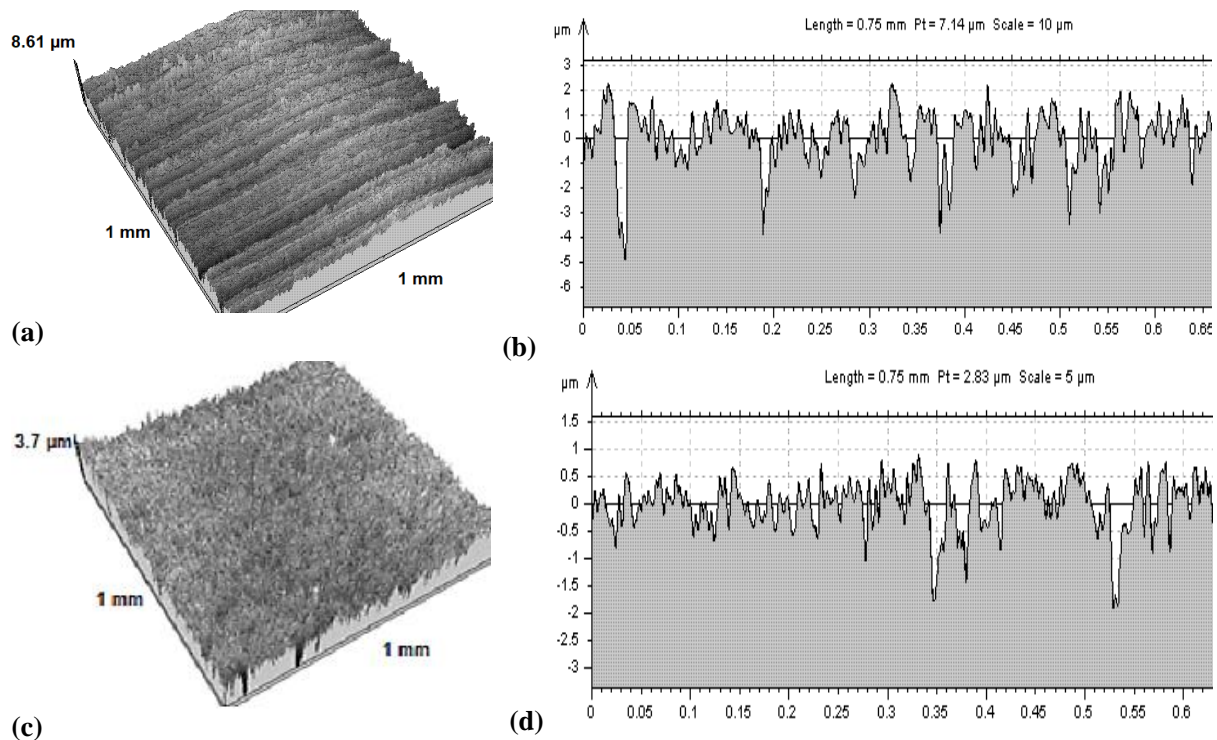 8.61 µm
1 mm
1 mm
(a)
Length = 0.75 mm Pt = 7.14 µm Scale = 10 µm
µm
3
2
1
0
-1
-2
-3
-4
-5
-6
0 0.05 0.1 0.15 0.2 0.25 0.3 0.35 0.4 0.45 0.5 0.55 0.6 0.65
(b)
3.7 µm
1 mm
1 mm
(c)
Length = 0.75 mm Pt = 2.83 µm Scale = 5 µm
µm
1.5
1
0.5
0
-0.5
-1
-1.5
-2
-2.5
-3
0 0.05 0.1 0.15 0.2 0.25 0.3 0.35 0.4 0.45 0.5 0.55 0.6
(d)